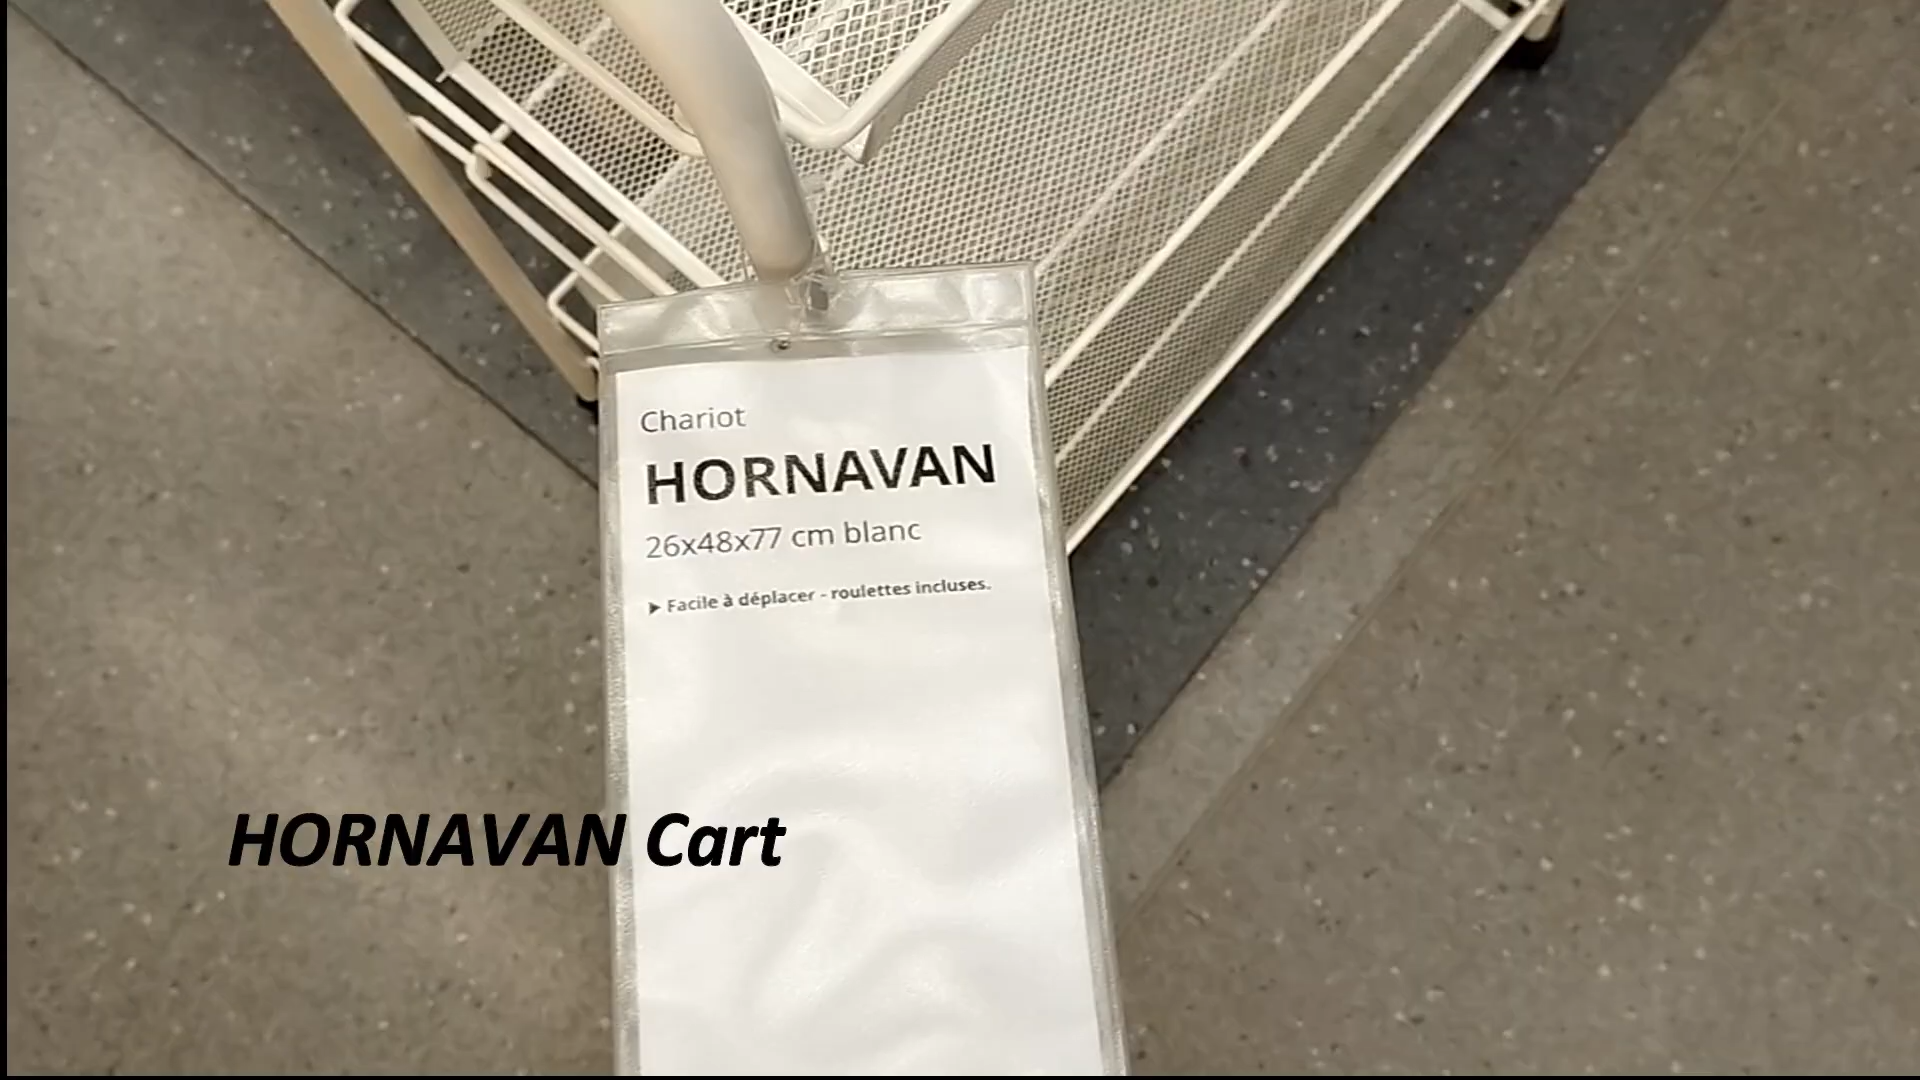 Chariot
HORNAVAN
26x48x77 cm blanc
➤ Facile à déplacer - roulettes incluses.
HORNAVAN Cart